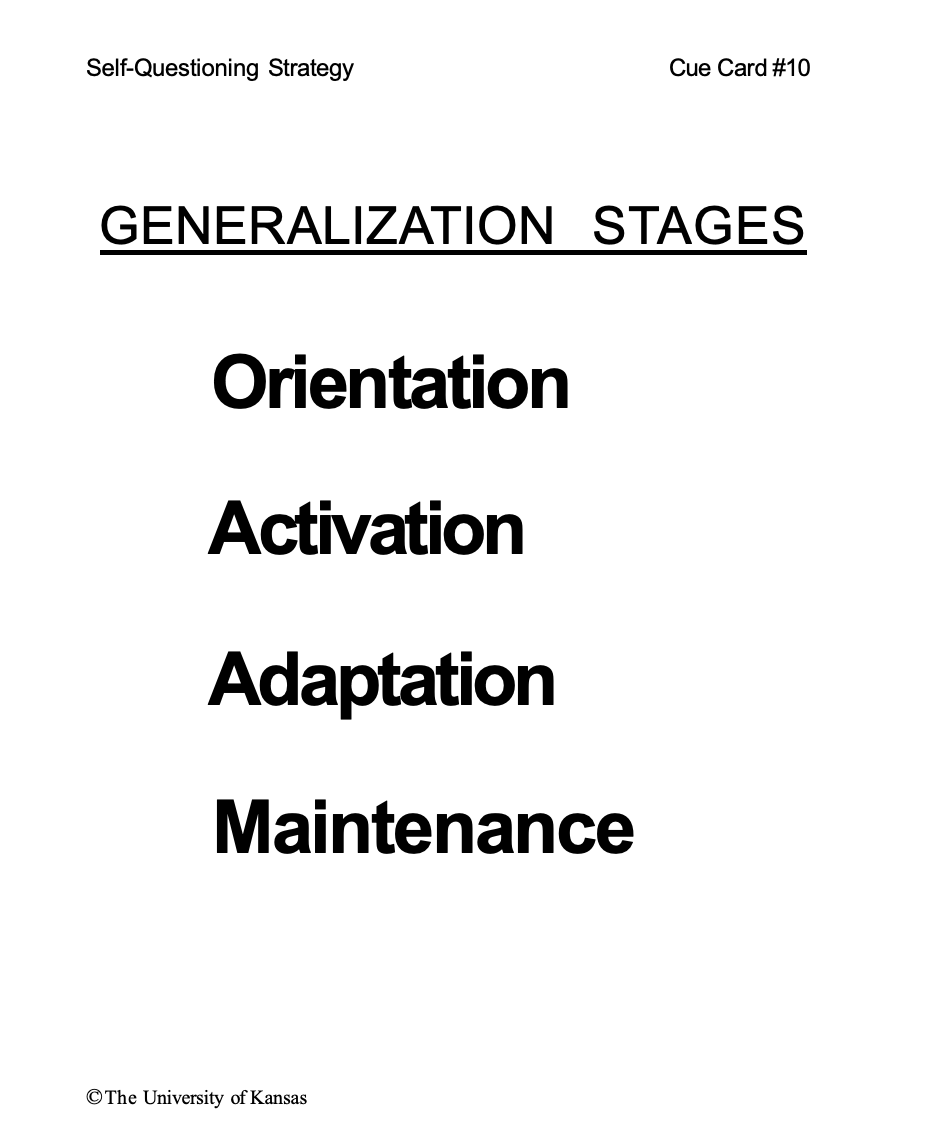 Self-Questioning Strategy Cue Card #10
GENERALIZATION STAGES
Orientation
Activation
Adaptation
Maintenance
©The University of Kansas